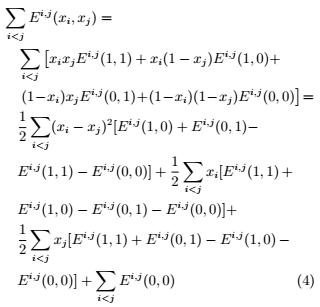 ∑_{i<j} E^{i,j}(x_i, x_j) =
∑_{i<j} [x_i x_j E^{i,j}(1, 1) + x_i(1 − x_j)E^{i,j}(1, 0)+
(1−x_i)x_j E^{i,j}(0, 1)+(1−x_i)(1−x_j)E^{i,j}(0, 0)] =
1/2 ∑_{i<j} (x_i − x_j)^2 [E^{i,j}(1, 0) + E^{i,j}(0, 1)−
E^{i,j}(1, 1) − E^{i,j}(0, 0)] + 1/2 ∑_{i<j} x_i[E^{i,j}(1, 1) +
E^{i,j}(1, 0) − E^{i,j}(0, 1) − E^{i,j}(0, 0)]+
1/2 ∑_{i<j} x_j[E^{i,j}(1, 1) + E^{i,j}(0, 1) − E^{i,j}(1, 0) −
E^{i,j}(0, 0)] + ∑_{i<j} E^{i,j}(0, 0) (4)